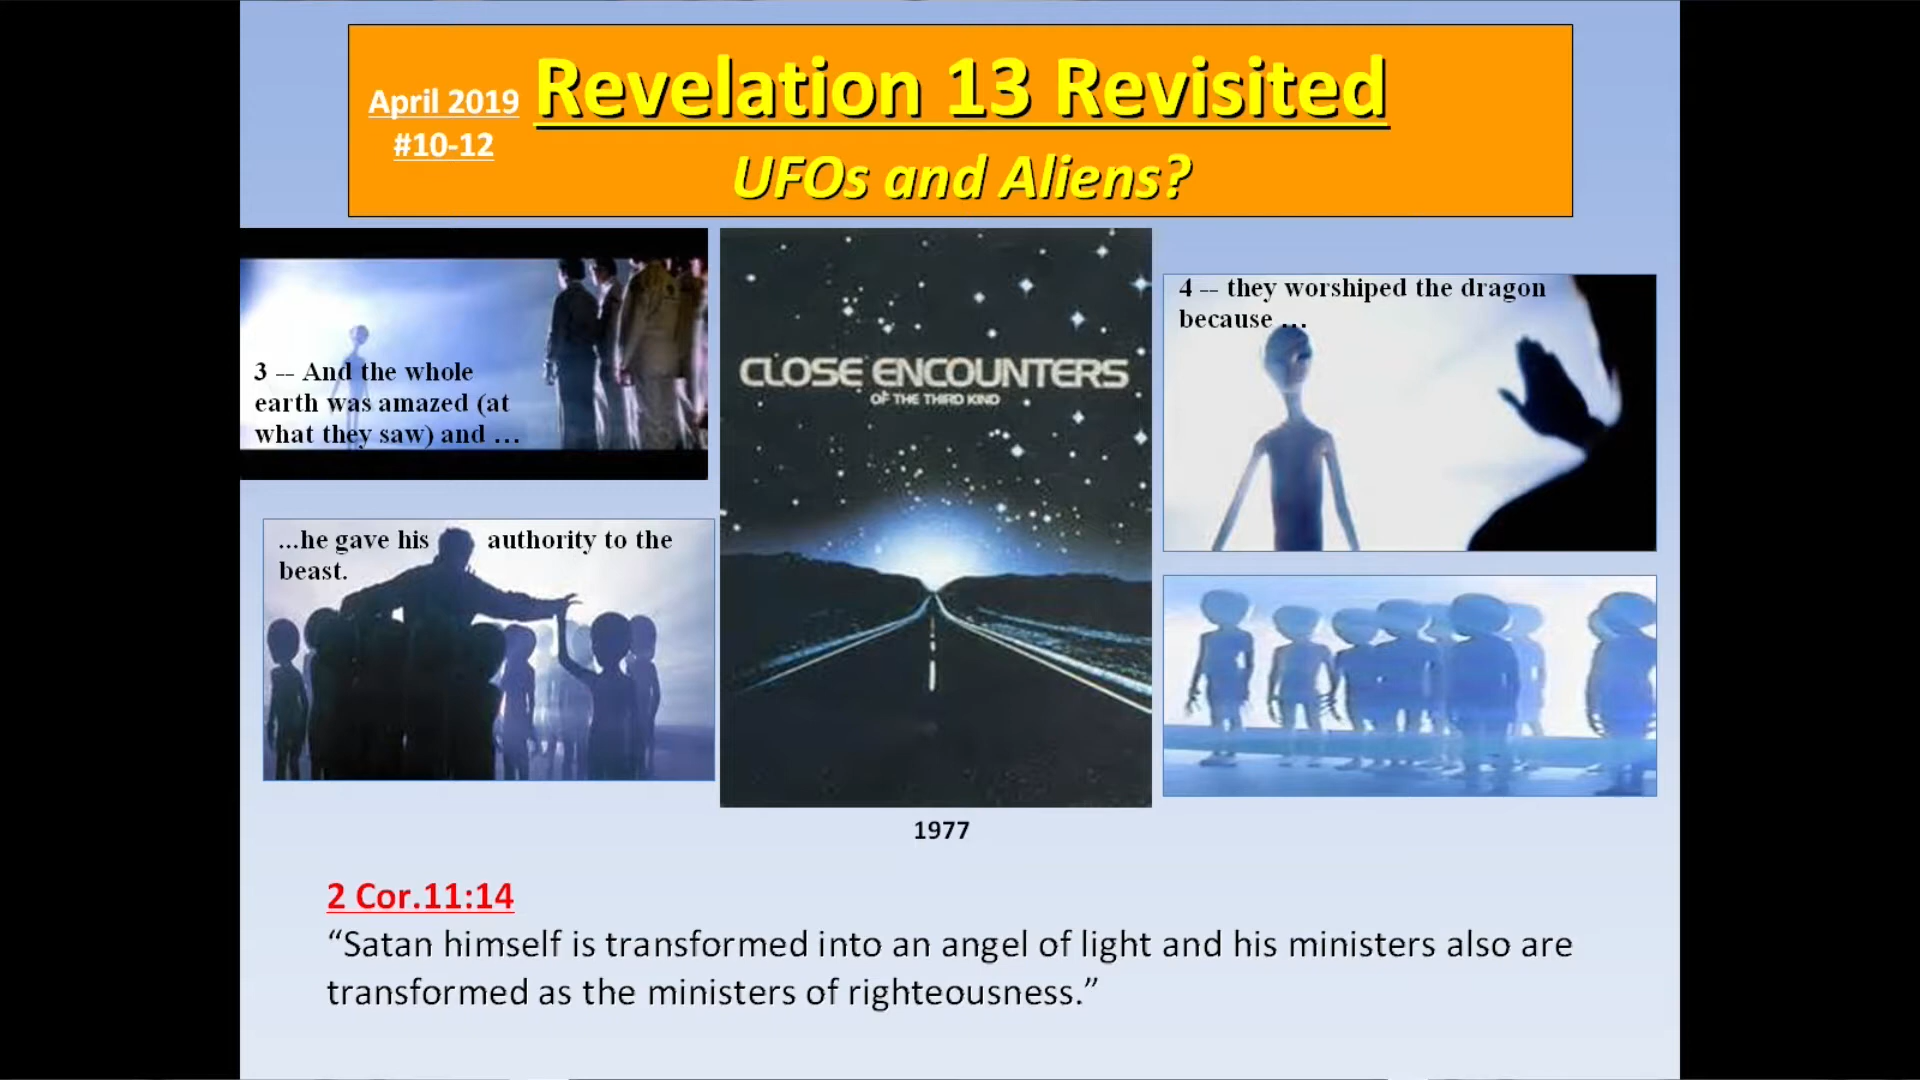 April 2019
#10-12
Revelation 13 Revisited
UFOs and Aliens?
3 -- And the whole
earth was amazed (at
what they saw) and …
CLOSE ENCOUNTERS
OF THE THIRD KIND
4 -- they worshiped the dragon
because …
...he gave his authority to the
beast.
1977
2 Cor.11:14
“Satan himself is transformed into an angel of light and his ministers also are
transformed as the ministers of righteousness.”